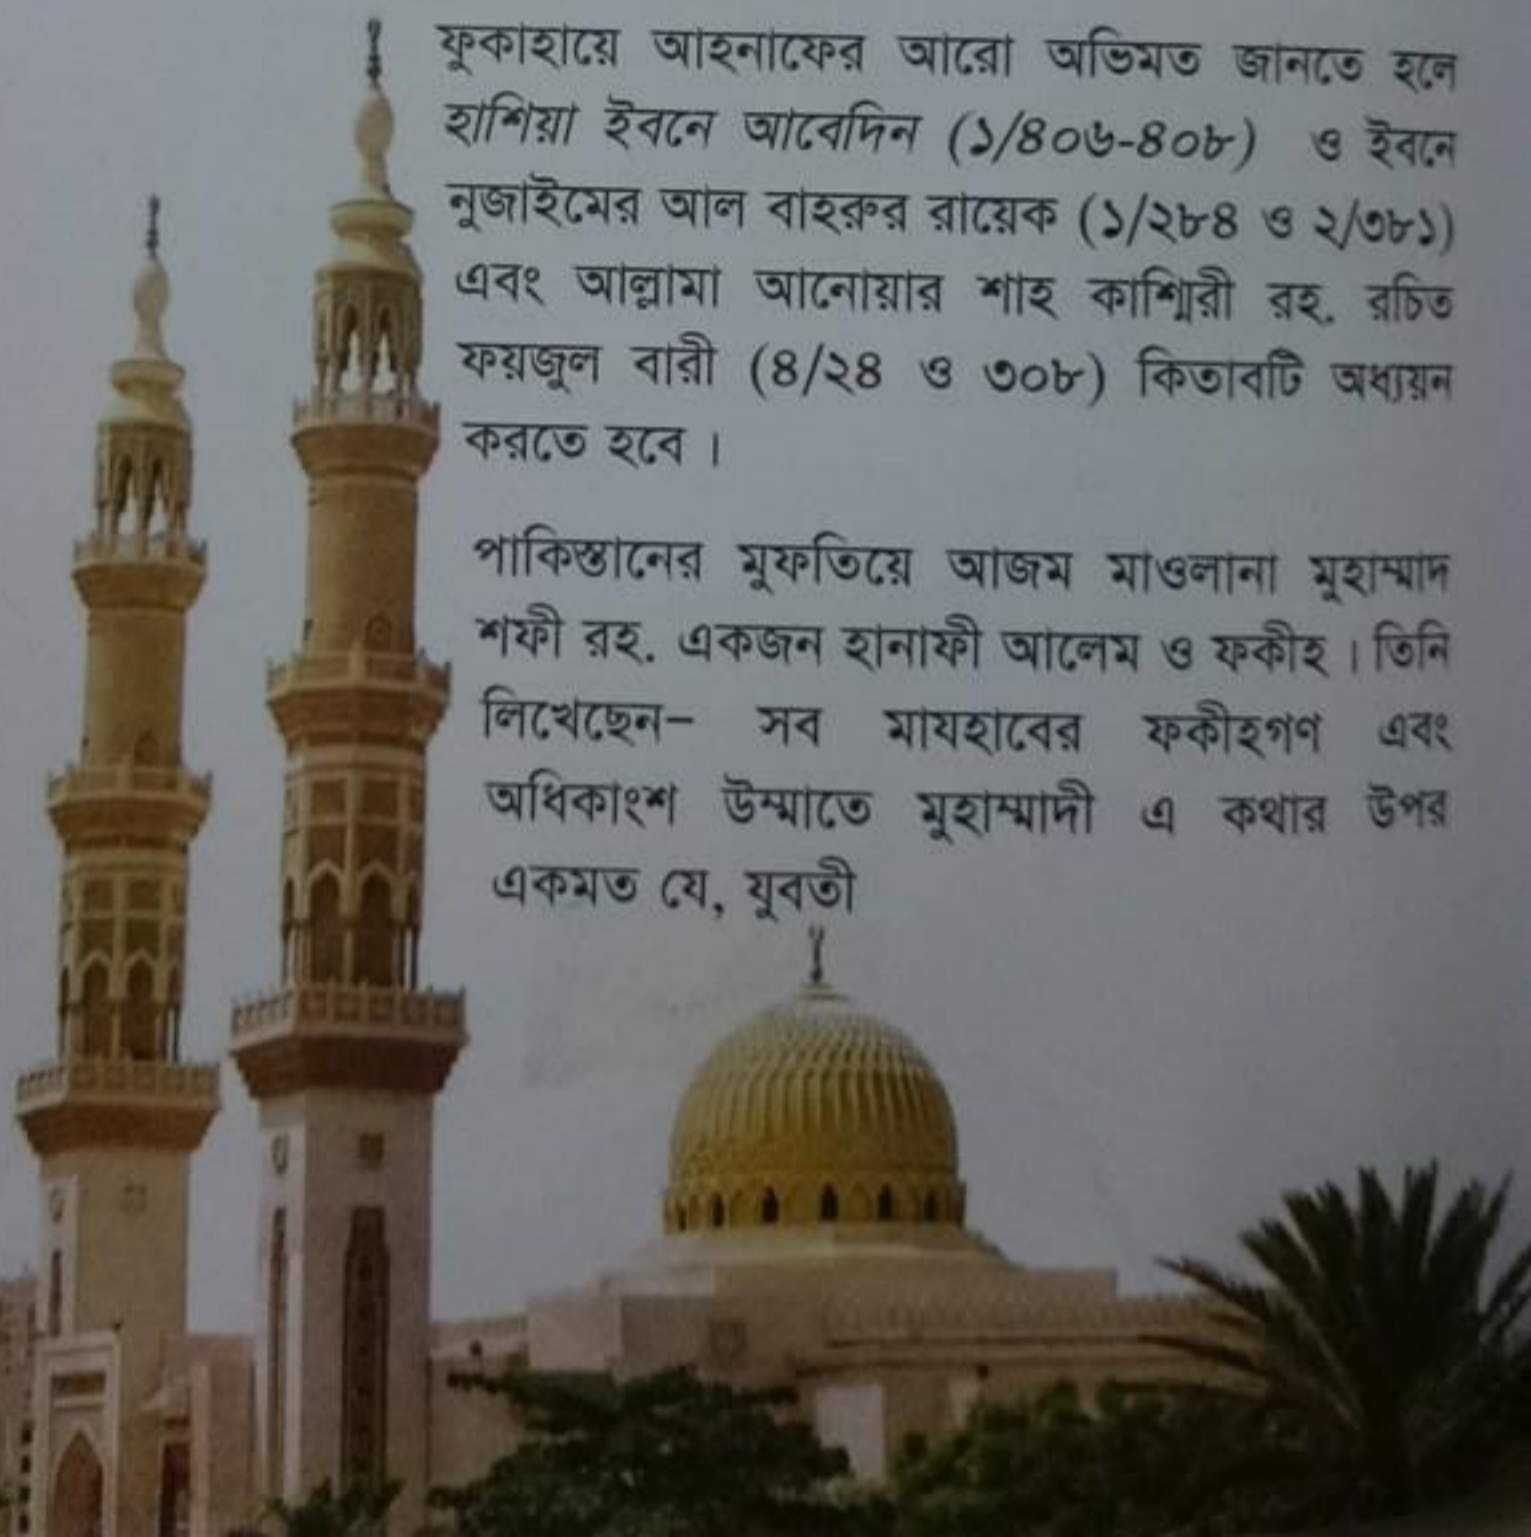 ফুকাহায়ে আহনাফের আরো অভিমত জানতে হলে
হাশিয়া ইবনে আবেদিন (১/৪০৬-৪০৮) ও ইবনে
নুজাইমের আল বাহরুর রায়েক (১/২৮৪ ও ২/৩৮১)
এবং আল্লামা আনোয়ার শাহ কাশ্মিরী রহ. রচিত
ফয়জুল বারী (৪/২৪ ও ৩০৮) কিতাবটি অধ্যয়ন
করতে হবে।
পাকিস্তানের মুফতিয়ে আজম মাওলানা মুহাম্মাদ
শফী রহ. একজন হানাফী আলেম ও ফকীহ। তিনি
লিখেছেন– সব মাযহাবের ফকীহগণ এবং
অধিকাংশ উম্মাতে মুহাম্মাদী এ কথার উপর
একমত যে, যুবতী